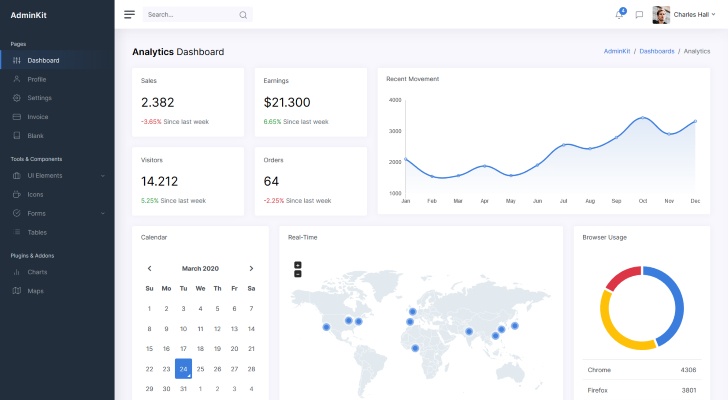 AdminKit
Pages
Dashboard
Profile
Settings
Invoice
Blank
Tools & Components
UI Elements
Icons
Forms
Tables
Plugins & Addons
Charts
Maps
Search...
4
Charles Hall
Analytics Dashboard
AdminKit / Dashboards / Analytics
Sales
2.382
-3.65% Since last week
Earnings
$21.300
6.65% Since last week
Visitors
14.212
5.25% Since last week
Orders
64
-2.25% Since last week
Recent Movement
4000
3000
2000
1000
Jan Feb Mar Apr May Jun Jul Aug Sep Oct Nov Dec
Calendar
March 2020
Su Mo Tu We Th Fr Sa
1 2 3 4 5 6 7
8 9 10 11 12 13 14
15 16 17 18 19 20 21
22 23 24 25 26 27 28
29 30 31 1 2 3 4
Real-Time
+
−
Browser Usage
Chrome 4306
Firefox 3801